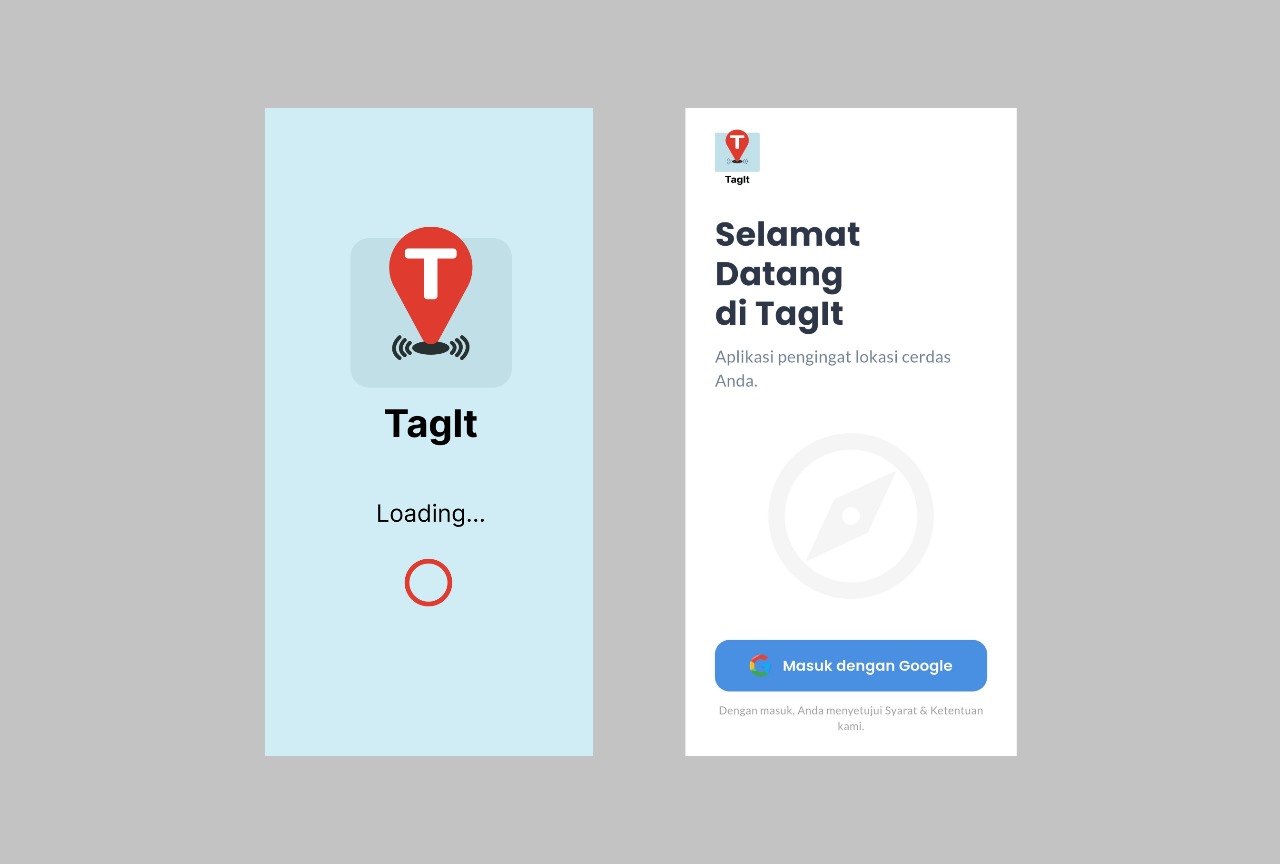 T
TagIt
Loading...
T
TagIt
Selamat
Datang
di TagIt
Aplikasi pengingat lokasi cerdas
Anda.
Masuk dengan Google
Dengan masuk, Anda menyetujui Syarat & Ketentuan
kami.